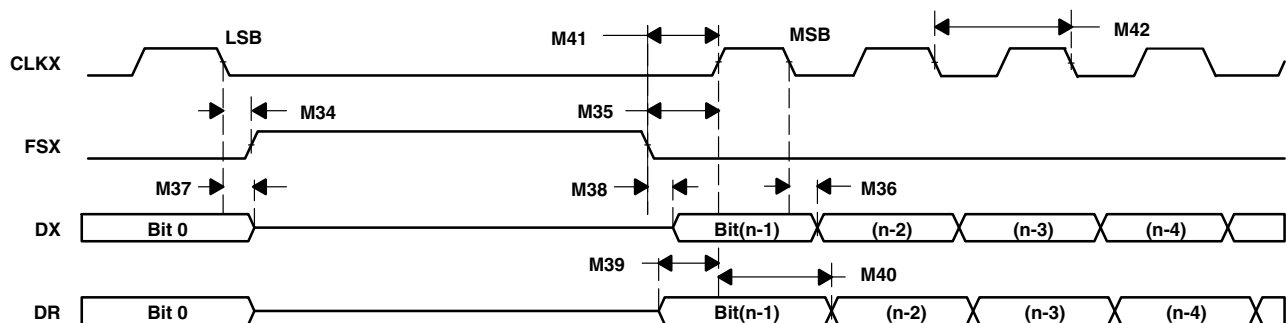 LSB
M41
MSB
M42
CLKX
M34
M35
FSX
M37
M38
M36
DX
Bit 0
Bit(n-1)
(n-2)
(n-3)
(n-4)
M39
M40
DR
Bit 0
Bit(n-1)
(n-2)
(n-3)
(n-4)